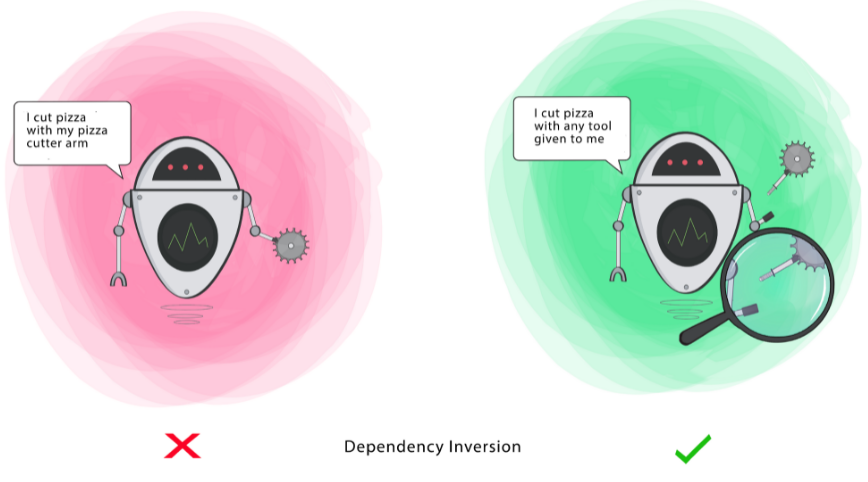 I cut pizza
with my pizza
cutter arm
I cut pizza
with any tool
given to me
Dependency Inversion